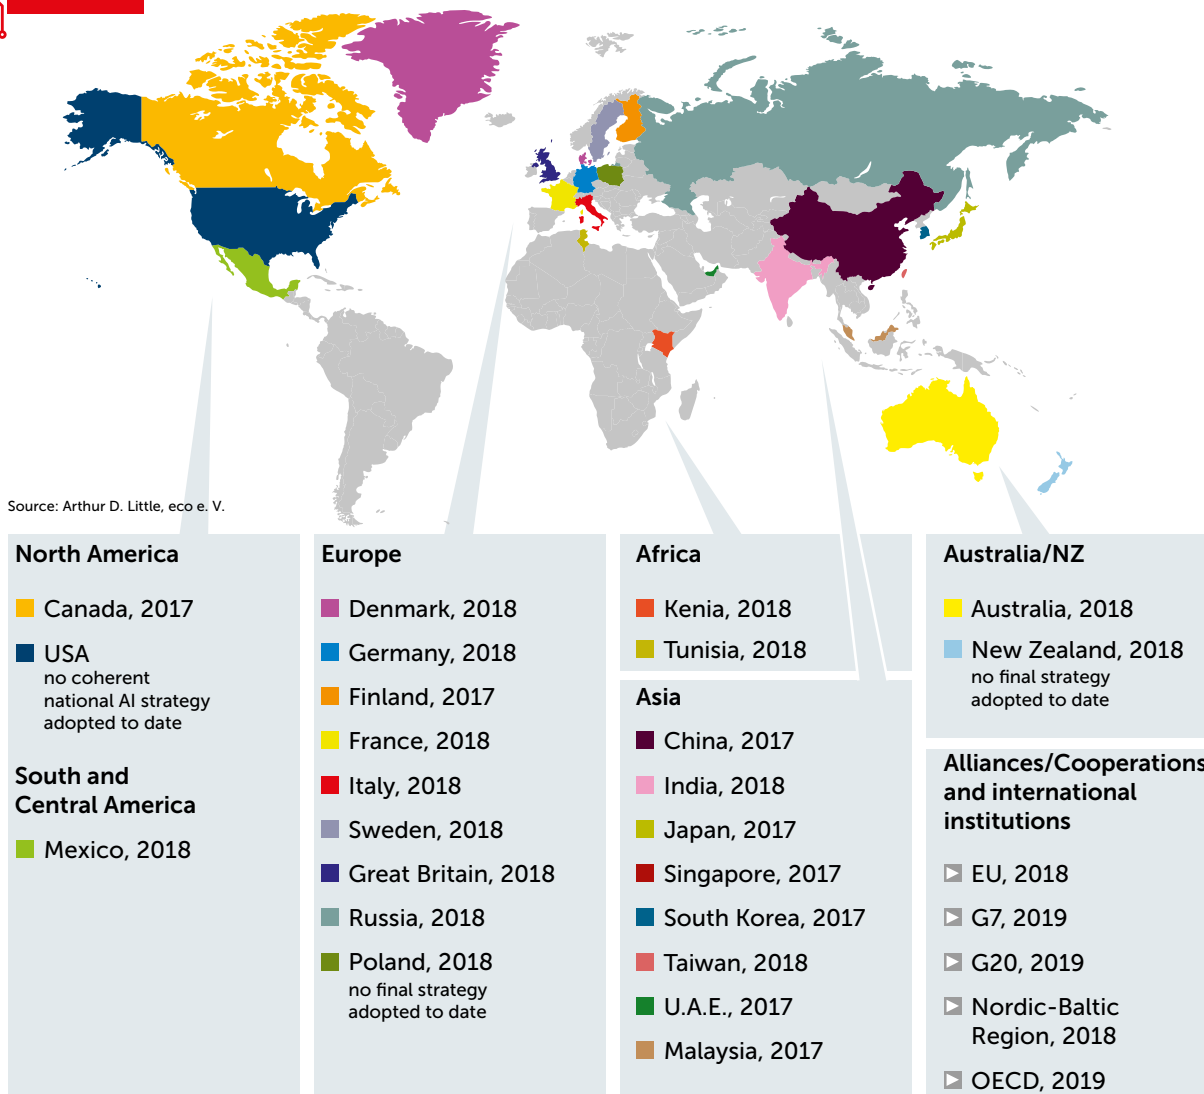 Source: Arthur D. Little, eco e. V.
North America
Canada, 2017
USA
no coherent
national AI strategy
adopted to date
South and
Central America
Mexico, 2018
Europe
Denmark, 2018
Germany, 2018
Finland, 2017
France, 2018
Italy, 2018
Sweden, 2018
Great Britain, 2018
Russia, 2018
Poland, 2018
no final strategy
adopted to date
Africa
Kenia, 2018
Tunisia, 2018
Asia
China, 2017
India, 2018
Japan, 2017
Singapore, 2017
South Korea, 2017
Taiwan, 2018
U.A.E., 2017
Malaysia, 2017
Australia/NZ
Australia, 2018
New Zealand, 2018
no final strategy
adopted to date
Alliances/Cooperations
and international
institutions
EU, 2018
G7, 2019
G20, 2019
Nordic-Baltic
Region, 2018
OECD, 2019